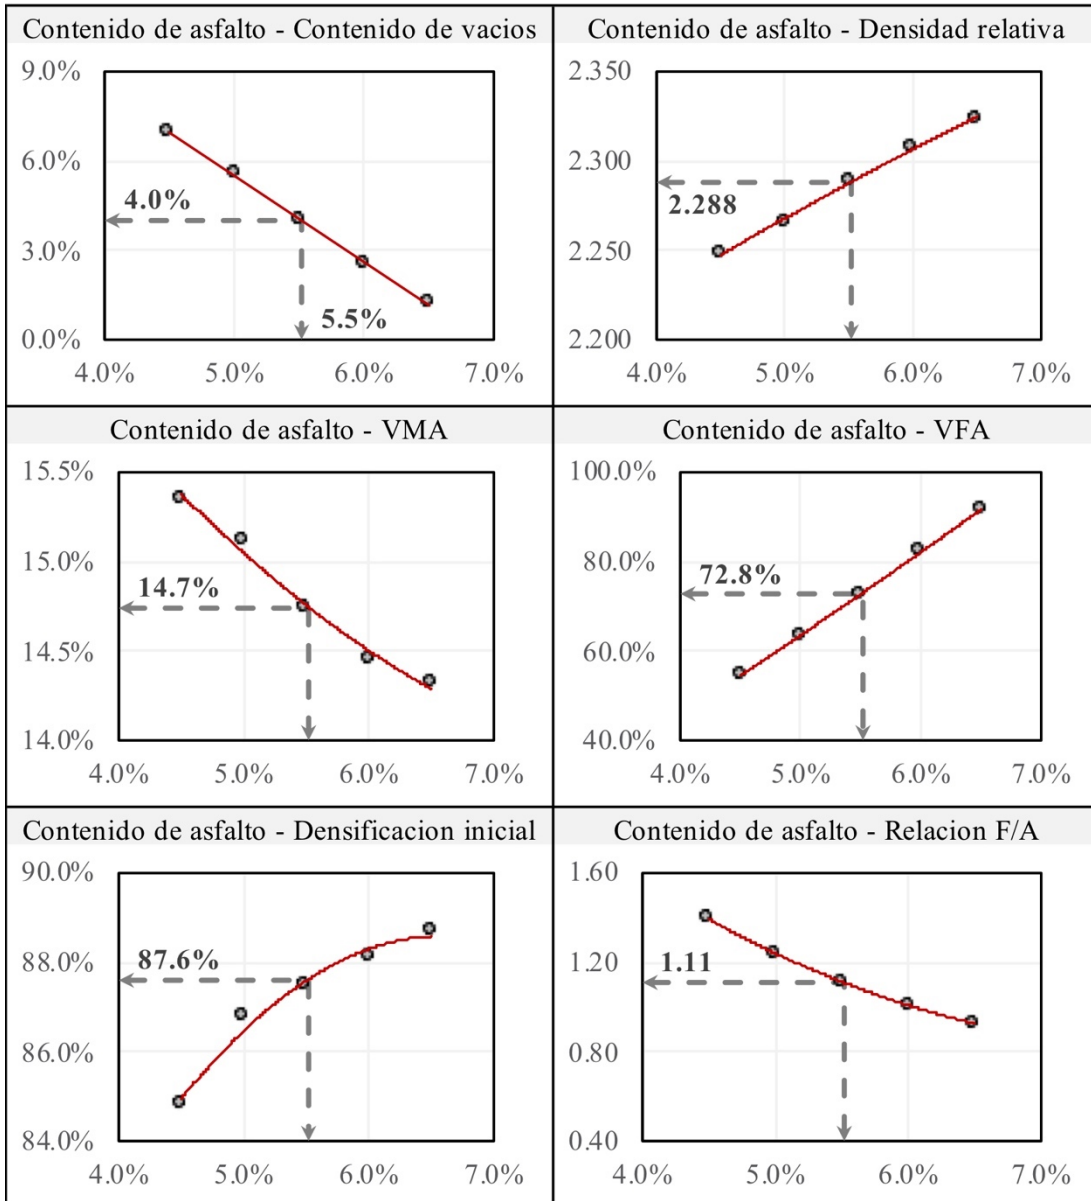 Contenido de asfalto - Contenido de vacios
9.0%
6.0%
3.0%
0.0%
4.0%
5.5%
4.0% 5.0% 6.0% 7.0%
Contenido de asfalto - Densidad relativa
2.350
2.300
2.250
2.200
2.288
4.0% 5.0% 6.0% 7.0%
Contenido de asfalto - VMA
15.5%
15.0%
14.5%
14.0%
14.7%
4.0% 5.0% 6.0% 7.0%
Contenido de asfalto - VFA
100.0%
80.0%
60.0%
40.0%
72.8%
4.0% 5.0% 6.0% 7.0%
Contenido de asfalto - Densificacion inicial
90.0%
88.0%
86.0%
84.0%
87.6%
4.0% 5.0% 6.0% 7.0%
Contenido de asfalto - Relacion F/A
1.60
1.20
0.80
0.40
1.11
4.0% 5.0% 6.0% 7.0%